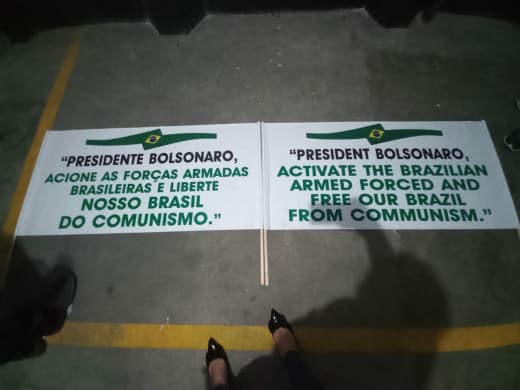 “PRESIDENTE BOLSONARO,
ACIONE AS FORÇAS ARMADAS
BRASILEIRAS E LIBERTE
NOSSO BRASIL
DO COMUNISMO.”
“PRESIDENT BOLSONARO,
ACTIVATE THE BRAZILIAN
ARMED FORCED AND
FREE OUR BRAZIL
FROM COMMUNISM.”